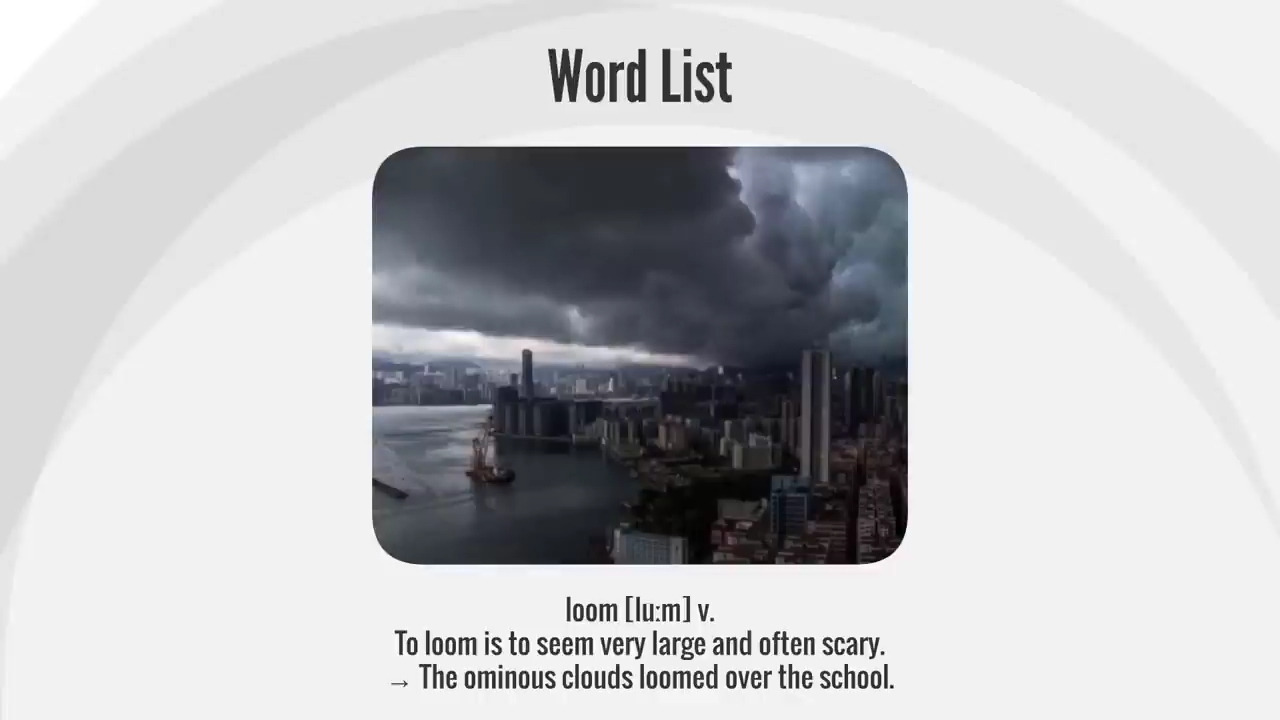 Word List
loom [lu:m] v.
To loom is to seem very large and often scary.
→ The ominous clouds loomed over the school.